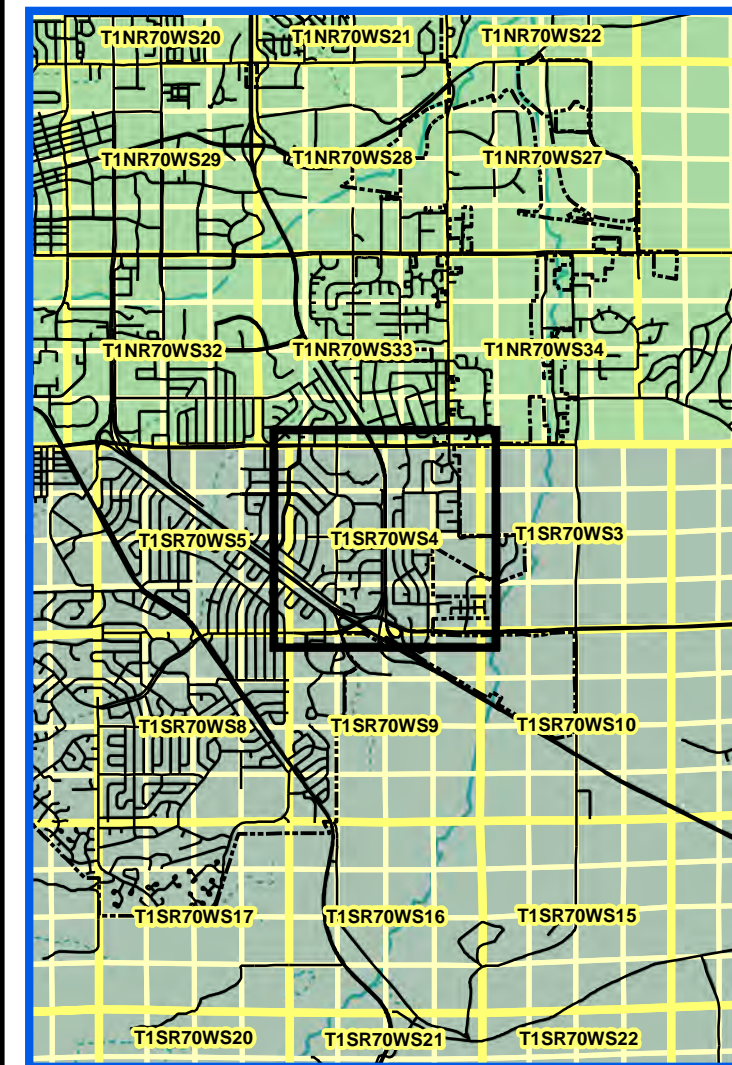 T1NR70WS20 T1NR70WS21 T1NR70WS22
T1NR70WS29 T1NR70WS28 T1NR70WS27
T1NR70WS32 T1NR70WS33 T1NR70WS34
T1SR70WS5 T1SR70WS4 T1SR70WS3
T1SR70WS8 T1SR70WS9 T1SR70WS10
T1SR70WS17 T1SR70WS16 T1SR70WS15
T1SR70WS20 T1SR70WS21 T1SR70WS22